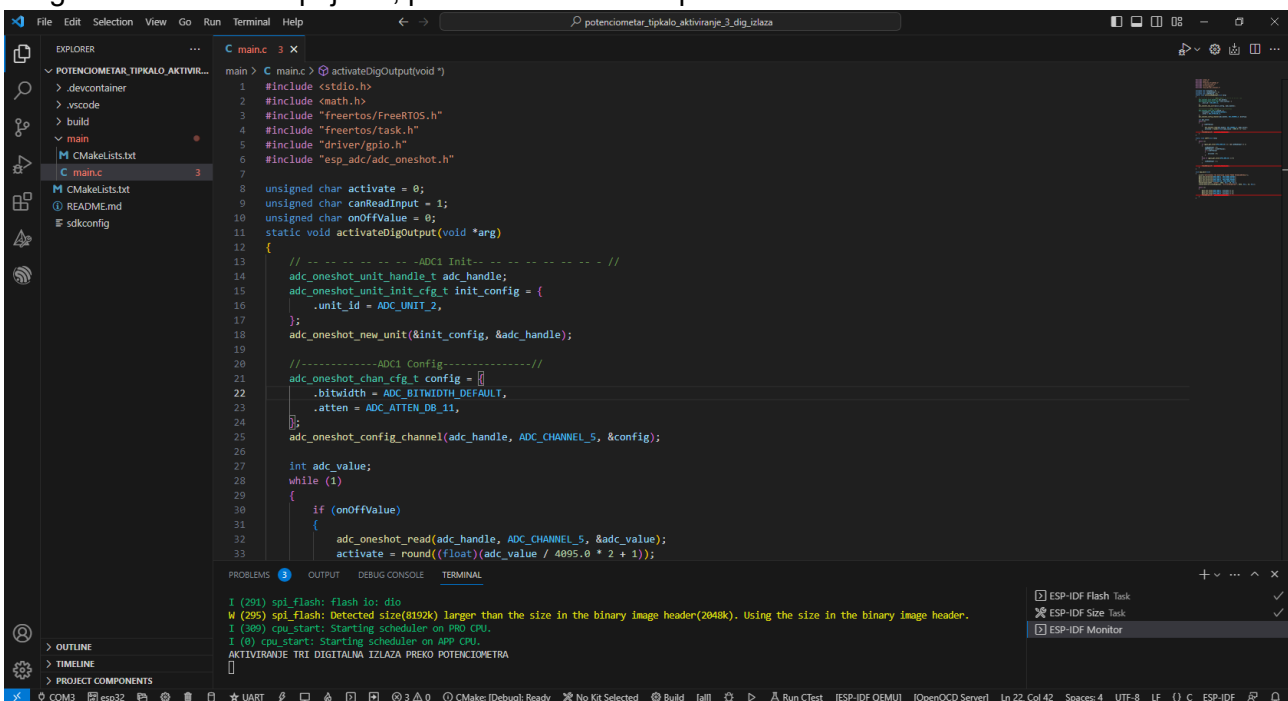 File Edit Selection View Go Run Terminal Help
potenciometar_tipkalo_aktiviranje_3_dig_izlaza
EXPLORER
POTENCIOMETAR_TIPKALO_AKTIVIR...
.devcontainer
.vscode
build
main
CMakeLists.txt
main.c 3
CMakeLists.txt
README.md
sdkconfig
OUTLINE
TIMELINE
PROJECT COMPONENTS
main.c 3
main > main.c > activateDigOutput(void *)
1 #include <stdio.h>
2 #include <math.h>
3 #include "freertos/FreeRTOS.h"
4 #include "freertos/task.h"
5 #include "driver/gpio.h"
6 #include "esp_adc/adc_oneshot.h"
7
8 unsigned char activate = 0;
9 unsigned char canReadInput = 1;
10 unsigned char onOffValue = 0;
11 static void activateDigOutput(void *arg)
12 {
13 // -- -- -- -- -- -- -ADC1 Init-- -- -- -- -- -- -- - //
14 adc_oneshot_unit_handle_t adc_handle;
15 adc_oneshot_unit_init_cfg_t init_config = {
16 .unit_id = ADC_UNIT_2,
17 };
18 adc_oneshot_new_unit(&init_config, &adc_handle);
19
20 //-------------ADC1 Config---------------//
21 adc_oneshot_chan_cfg_t config = {
22 .bitwidth = ADC_BITWIDTH_DEFAULT,
23 .atten = ADC_ATTEN_DB_11,
24 };
25 adc_oneshot_config_channel(adc_handle, ADC_CHANNEL_5, &config);
26
27 int adc_value;
28 while (1)
29 {
30 if (onOffValue)
31 {
32 adc_oneshot_read(adc_handle, ADC_CHANNEL_5, &adc_value);
33 activate = round((float)(adc_value / 4095.0 * 2 + 1));
PROBLEMS 3 OUTPUT DEBUG CONSOLE TERMINAL
I (291) spi_flash: flash io: dio
W (295) spi_flash: Detected size(8192k) larger than the size in the binary image header(2048k). Using the size in the binary image header.
I (309) cpu_start: Starting scheduler on PRO CPU.
I (0) cpu_start: Starting scheduler on APP CPU.
AKTIVIRANJE TRI DIGITALNA IZLAZA PREKO POTENCIOMETRA
ESP-IDF Flash Task
ESP-IDF Size Task
ESP-IDF Monitor
COM3 esp32 UART 3 0 CMake: [Debug]: Ready No Kit Selected Build [all] Run CTest [ESP-IDF QEMU] [OpenOCD Server] Ln 22, Col 42 Spaces: 4 UTF-8 LF {} C ESP-IDF